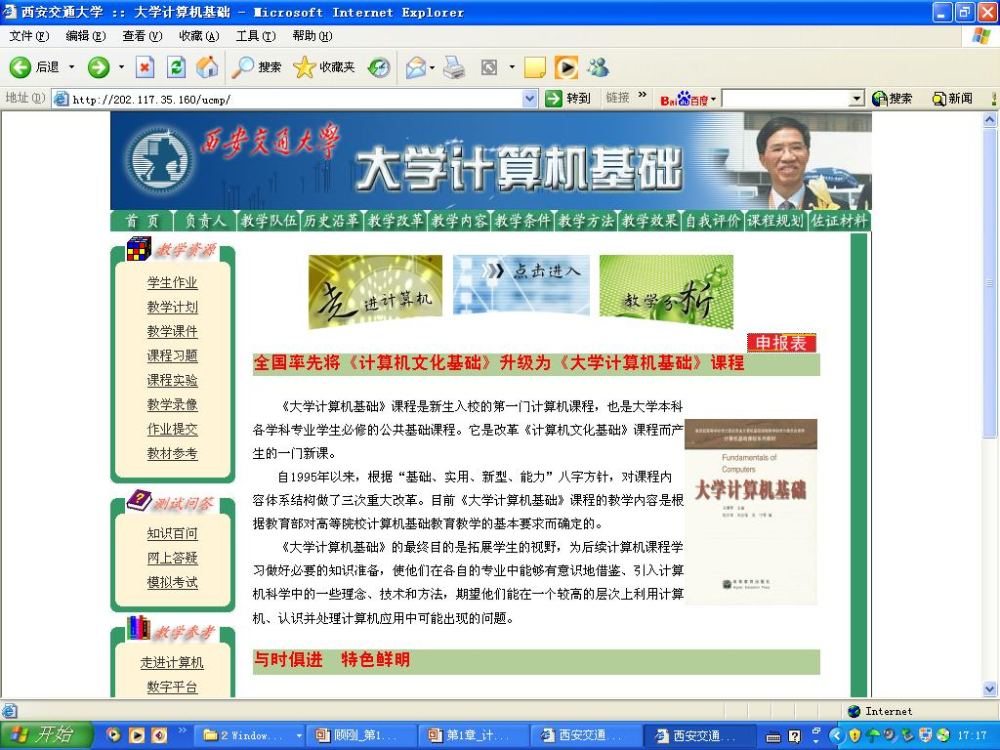 西安交通大学 :: 大学计算机基础 - Microsoft Internet Explorer
文件(F) 编辑(E) 查看(V) 收藏(A) 工具(T) 帮助(H)
后退 搜索 收藏夹
地址(D) http://202.117.35.160/ucmp/ 转到 链接 » Bai百度 搜索 新闻
西安交通大学
大学计算机基础
首 页 负责人 教学队伍 历史沿革 教学改革 教学内容 教学条件 教学方法 教学效果 自我评价 课程规划 佐证材料
教学资源
学生作业
教学计划
教学课件
课程习题
课程实验
教学录像
作业提交
教材参考
测试问答
知识百问
网上答疑
模拟考试
教学参考
走进计算机
数字平台
走进计算机
点击进入
教学分析
申报表
全国率先将《计算机文化基础》升级为《大学计算机基础》课程
《大学计算机基础》课程是新生入校的第一门计算机课程，也是大学本科
各学科专业学生必修的公共基础课程。它是改革《计算机文化基础》课程而产
生的一门新课。
自1995年以来，根据“基础、实用、新型、能力”八字方针，对课程内
容体系结构做了三次重大改革。目前《大学计算机基础》课程的教学内容是根
据教育部对高等院校计算机基础教育教学的基本要求而确定的。
《大学计算机基础》的最终目的是拓展学生的视野，为后续计算机课程学
习做好必要的知识准备，使他们在各自的专业中能够有意识地借鉴、引入计算
机科学中的一些理念、技术和方法，期望他们能在一个较高的层次上利用计算
机、认识并处理计算机应用中可能出现的问题。
Fundamentals of
Computers
大学计算机基础
高等教育出版社
Higher Education Press
与时俱进 特色鲜明
Internet
开始 2 Window... 顾刚_第1... 第1章_计... 西安交通... 西安交通... 17:17